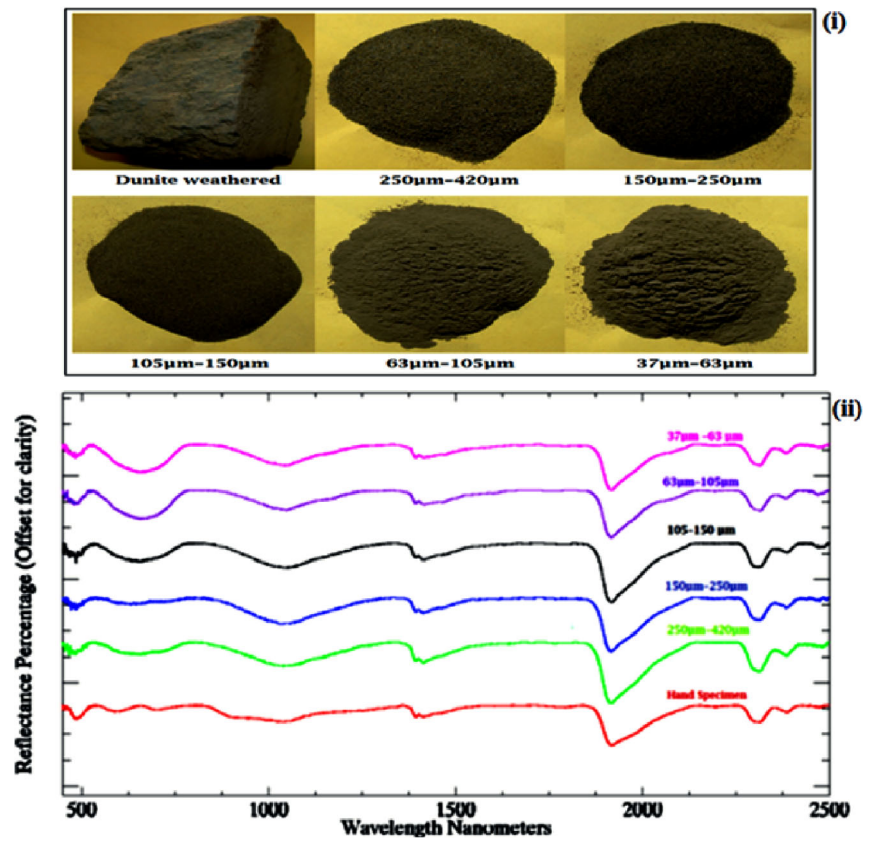 (i)
Dunite weathered
250μm-420μm
150μm-250μm
105μm-150μm
63μm-105μm
37μm-63μm
(ii)
Reflectance Percentage (Offset for clarity)
37μm -63 μm
63μm-105μm
105-150 μm
150μm-250μm
250μm-420μm
Hand Specimen
500 1000 1500 2000 2500
Wavelength Nanometers